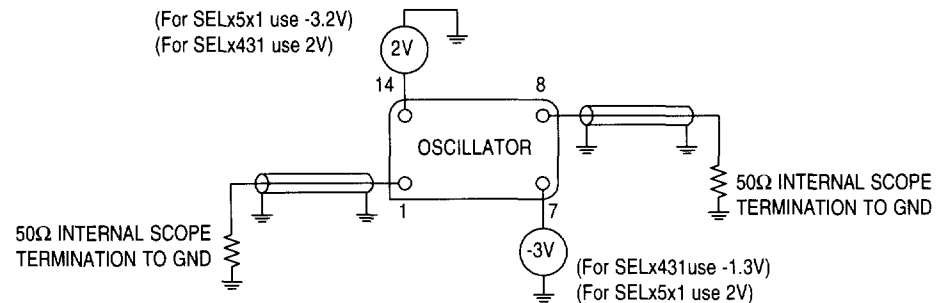 (For SELx5x1 use -3.2V)
(For SELx431 use 2V)
2V
14
8
OSCILLATOR
1
7
50Ω INTERNAL SCOPE
TERMINATION TO GND
50Ω INTERNAL SCOPE
TERMINATION TO GND
-3V
(For SELx431use -1.3V)
(For SELx5x1 use 2V)